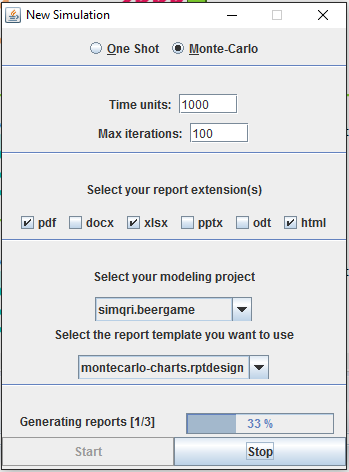 New Simulation
One Shot Monte-Carlo
Time units: 1000
Max iterations: 100
Select your report extension(s)
pdf docx xlsx pptx odt html
Select your modeling project
simqri.beergame
Select the report template you want to use
montecarlo-charts.rptdesign
Generating reports [1/3] 33 %
Start Stop